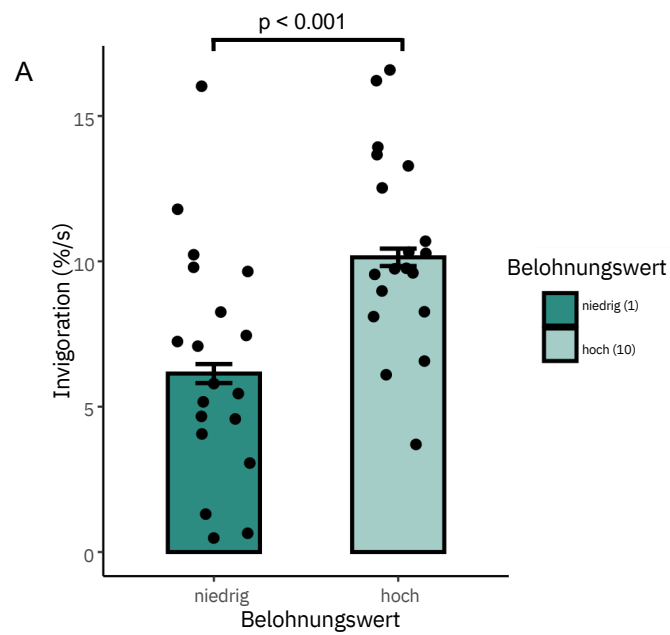 p < 0.001
A
15
10
5
0
Invigoration (%/s)
niedrig
hoch
Belohnungswert
Belohnungswert
niedrig (1)
hoch (10)